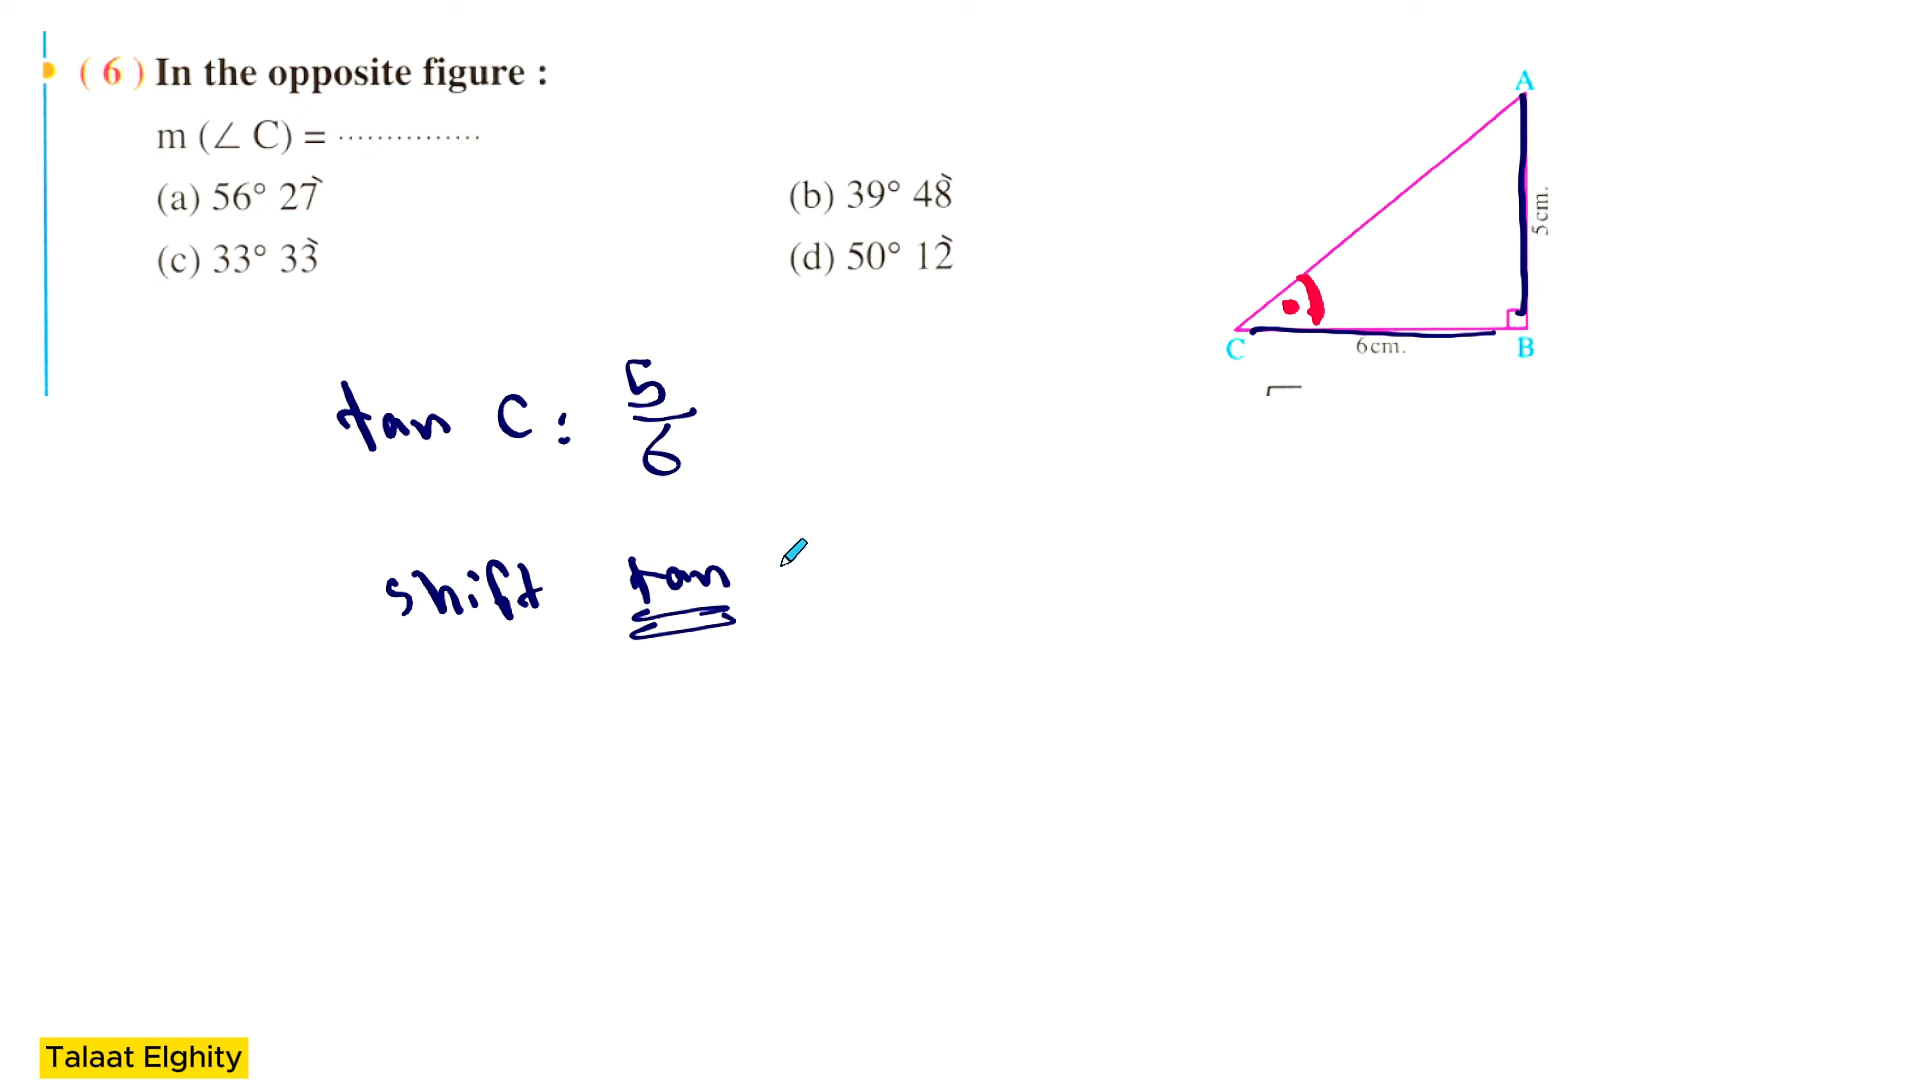 ( 6 ) In the opposite figure :
m (∠ C) = ...............
(a) 56° 27̀
(b) 39° 48̀
(c) 33° 33̀
(d) 50° 12̀
A
5cm.
C
6cm.
B
tan C : 5/6
shift tan
Talaat Elghity